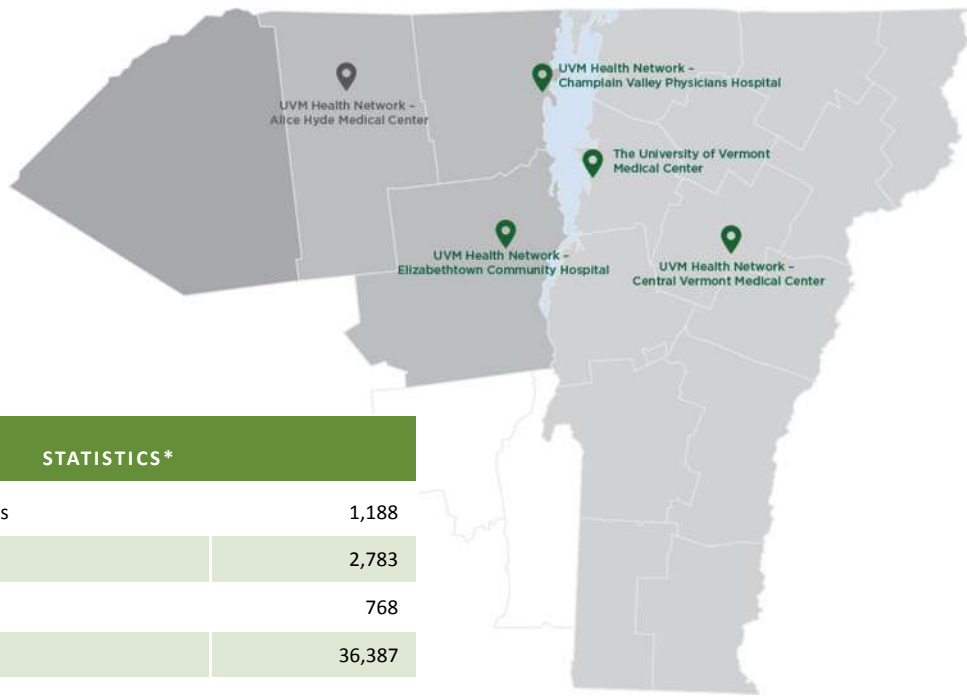 UVM Health Network –
Champlain Valley Physicians Hospital
UVM Health Network –
Alice Hyde Medical Center
The University of Vermont
Medical Center
UVM Health Network –
Elizabethtown Community Hospital
UVM Health Network –
Central Vermont Medical Center
STATISTICS*
s 1,188
2,783
768
36,387